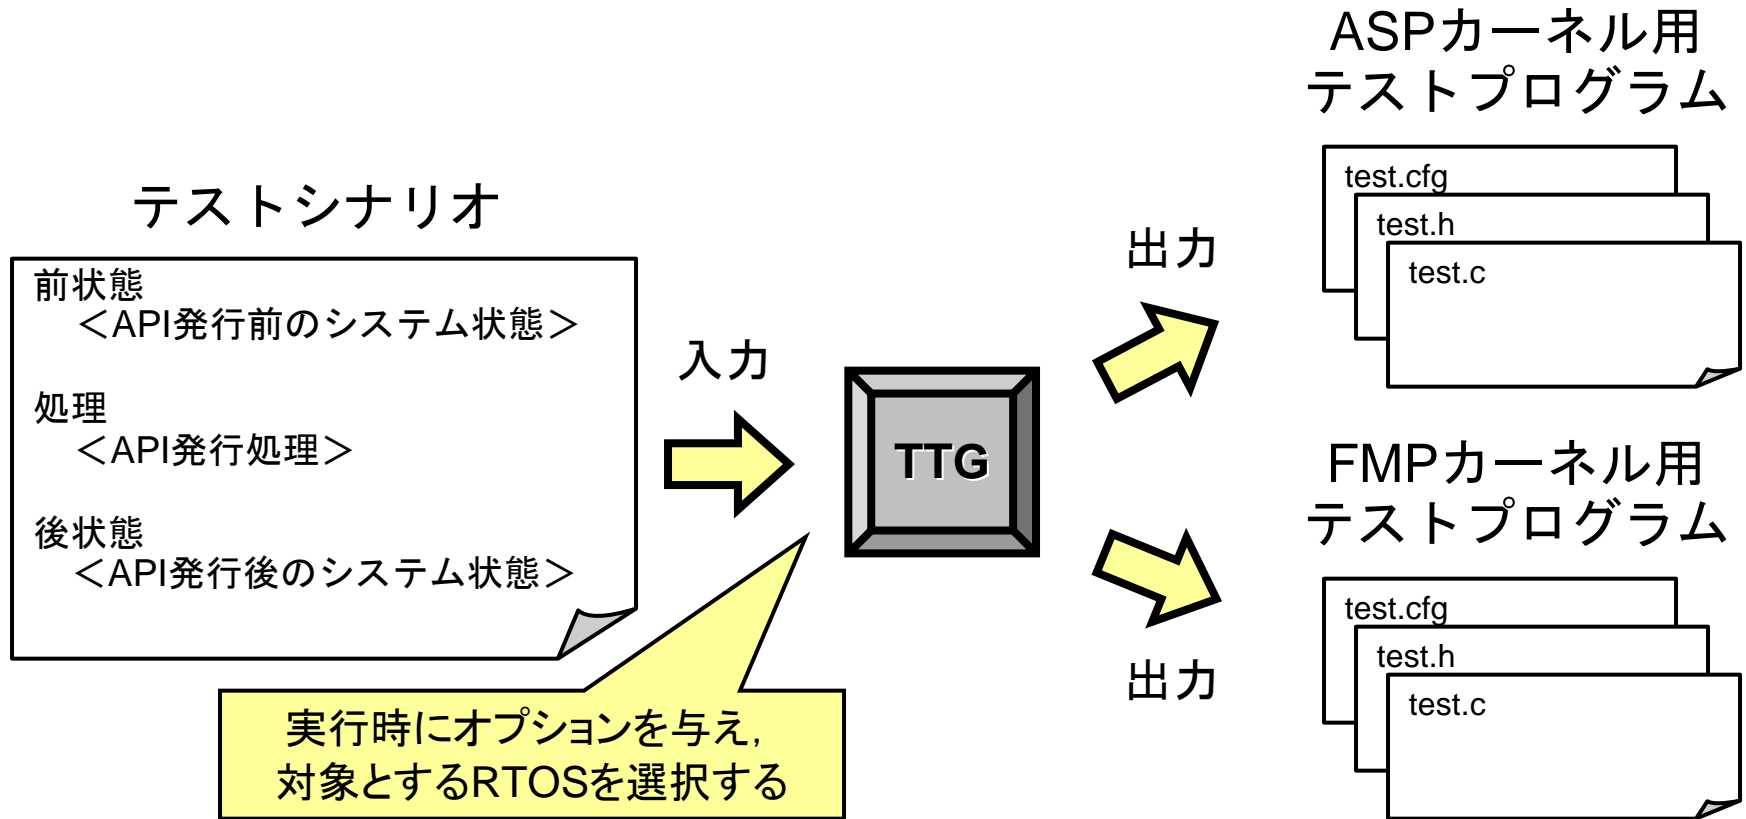 テストシナリオ
前状態
＜API発行前のシステム状態＞
処理
＜API発行処理＞
後状態
＜API発行後のシステム状態＞
入力
TTG
実行時にオプションを与え,
対象とするRTOSを選択する
出力
ASPカーネル用
テストプログラム
test.cfg
test.h
test.c
出力
FMPカーネル用
テストプログラム
test.cfg
test.h
test.c